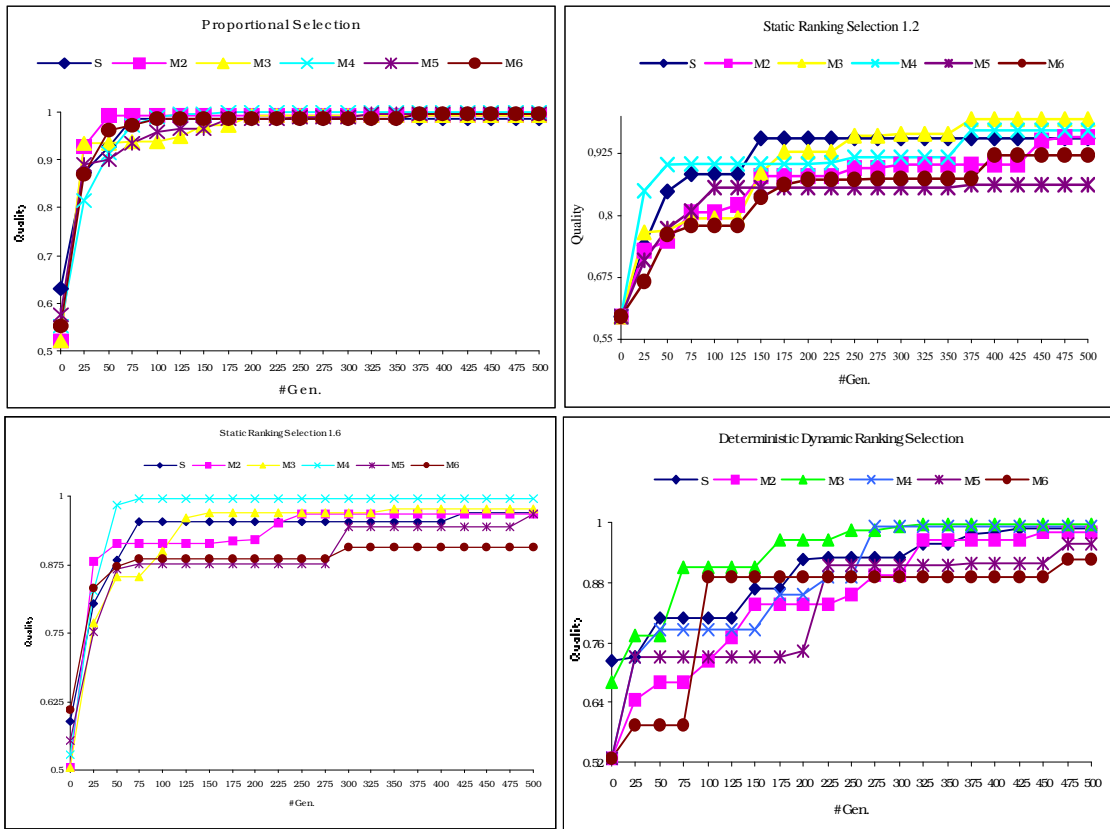 Proportional Selection
S M2 M3 M4 M5 M6
1
0.9
0.8
0.7
0.6
0.5
Quality
0 25 50 75 100 125 150 175 200 225 250 275 300 325 350 375 400 425 450 475 500
#Gen.
Static Ranking Selection 1.2
S M2 M3 M4 M5 M6
0.925
0.8
0.675
0.55
Quality
0 25 50 75 100 125 150 175 200 225 250 275 300 325 350 375 400 425 450 475 500
#Gen.
Static Ranking Selection 1.6
S M2 M3 M4 M5 M6
1
0.875
0.75
0.625
0.5
Quality
0 25 50 75 100 125 150 175 200 225 250 275 300 325 350 375 400 425 450 475 500
#Gen.
Deterministic Dynamic Ranking Selection
S M2 M3 M4 M5 M6
1
0.88
0.76
0.64
0.52
Quality
0 25 50 75 100 125 150 175 200 225 250 275 300 325 350 375 400 425 450 475 500
#Gen.